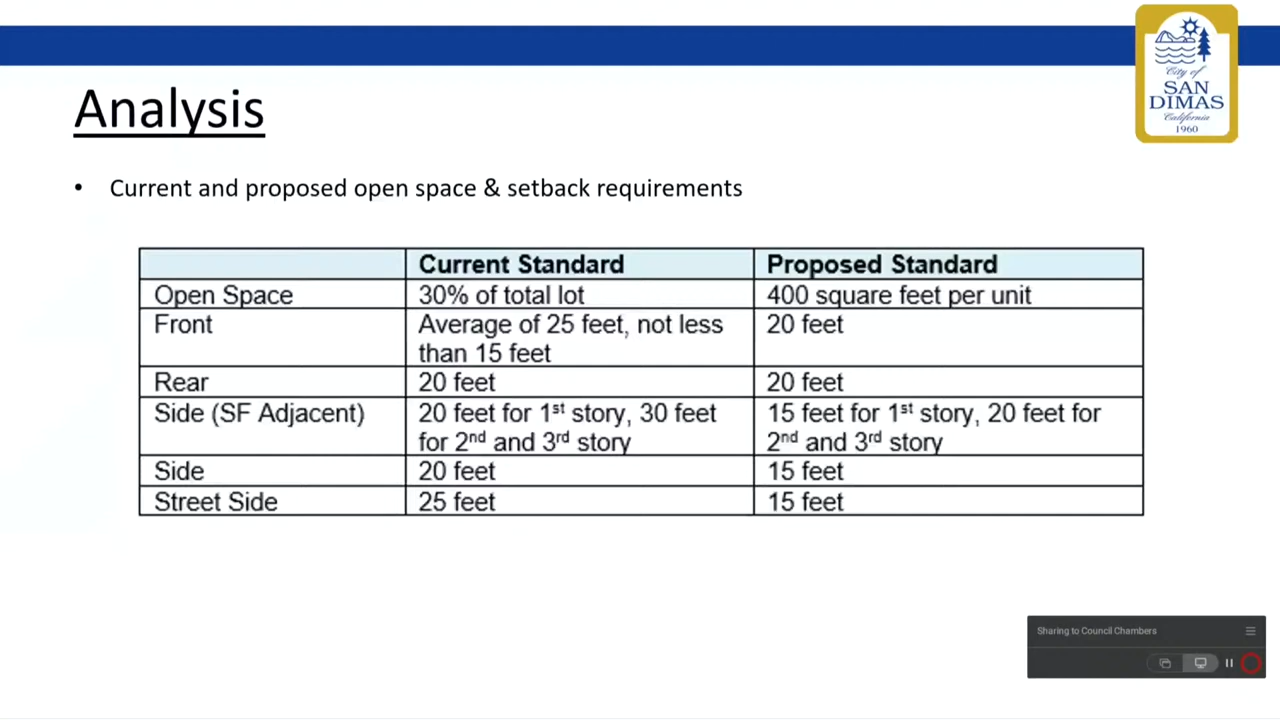 City of
SAN
DIMAS
California
1960
Analysis
• Current and proposed open space & setback requirements
Current Standard Proposed Standard
Open Space 30% of total lot 400 square feet per unit
Front Average of 25 feet, not less than 15 feet 20 feet
Rear 20 feet 20 feet
Side (SF Adjacent) 20 feet for 1st story, 30 feet for 2nd and 3rd story 15 feet for 1st story, 20 feet for 2nd and 3rd story
Side 20 feet 15 feet
Street Side 25 feet 15 feet
Sharing to Council Chambers